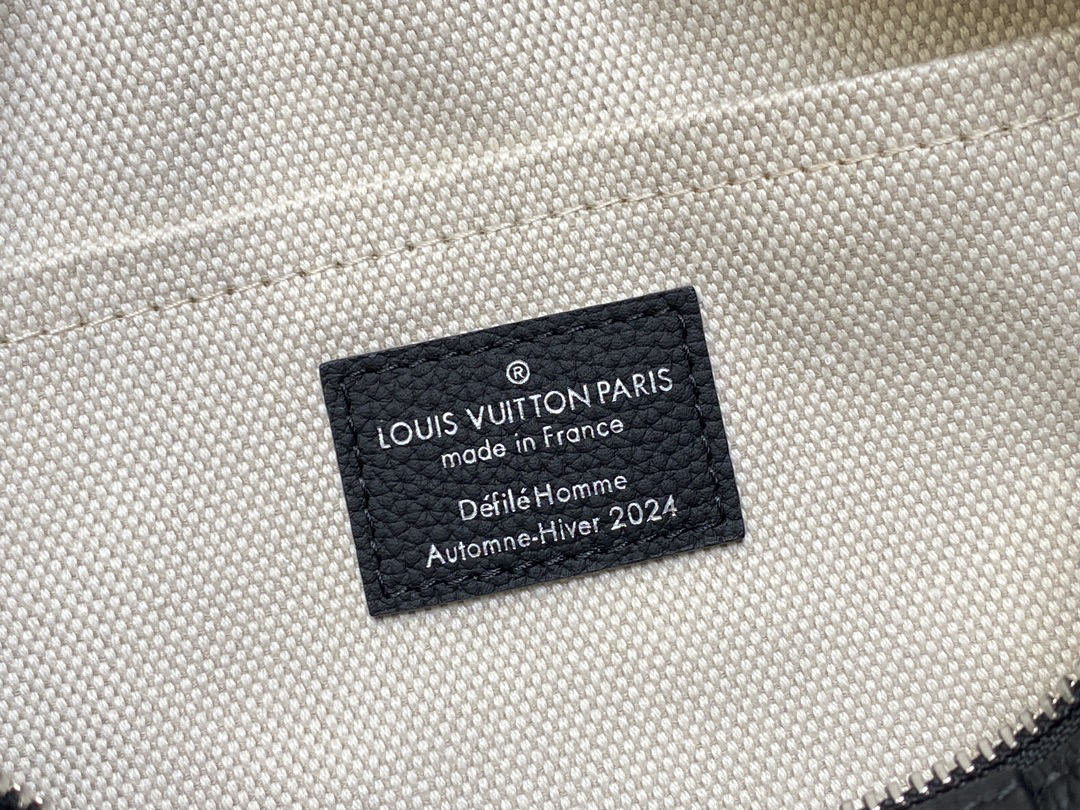 ®
LOUIS VUITTON PARIS
made in France
Défilé Homme
Automne-Hiver 2024